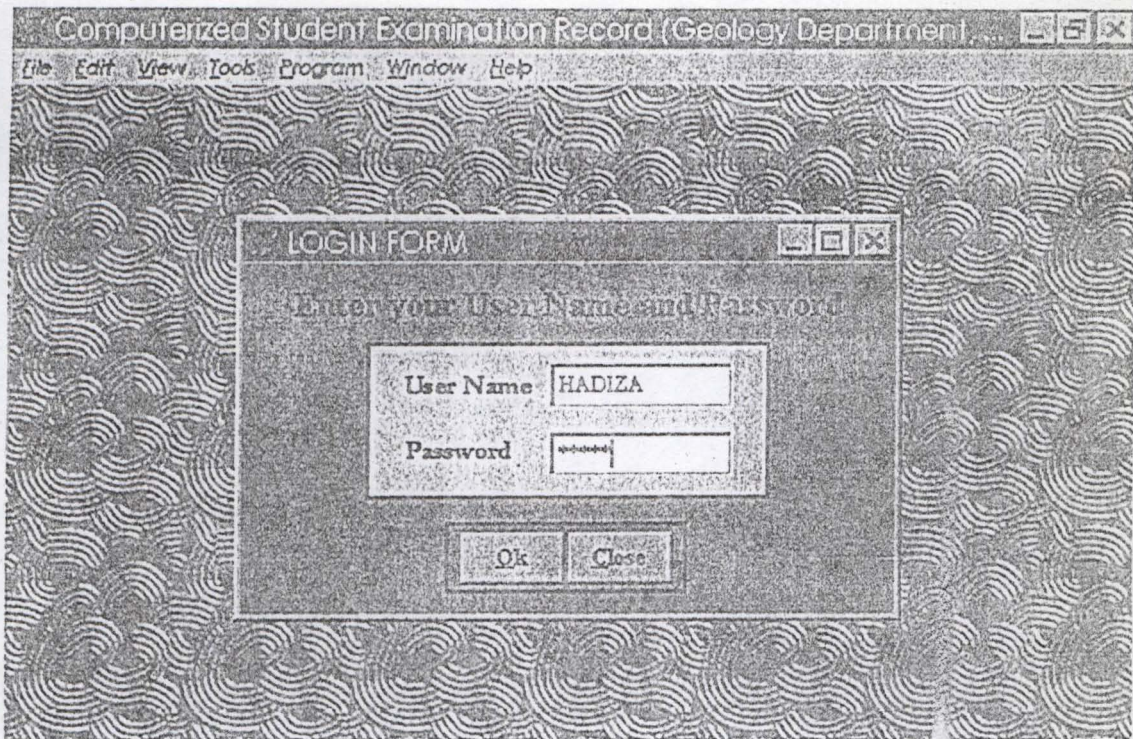 Computerized Student Examination Record (Geology Department, ...
File Edit View Tools Program Window Help
LOGIN FORM
Enter your User Name and Password
User Name HADIZA
Password ******
Ok Close